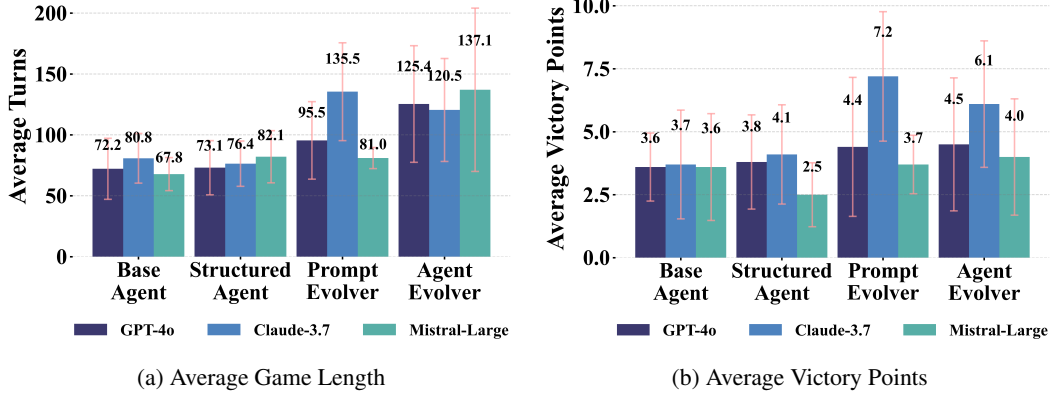 Average Turns
200
150
100
50
0
72.2 80.8 67.8
73.1 76.4 82.1
95.5 135.5 81.0
125.4 120.5 137.1
Base Agent
Structured Agent
Prompt Evolver
Agent Evolver
GPT-4o Claude-3.7 Mistral-Large
(a) Average Game Length
Average Victory Points
10.0
7.5
5.0
2.5
0.0
3.6 3.7 3.6
3.8 4.1 2.5
4.4 7.2 3.7
4.5 6.1 4.0
Base Agent
Structured Agent
Prompt Evolver
Agent Evolver
GPT-4o Claude-3.7 Mistral-Large
(b) Average Victory Points